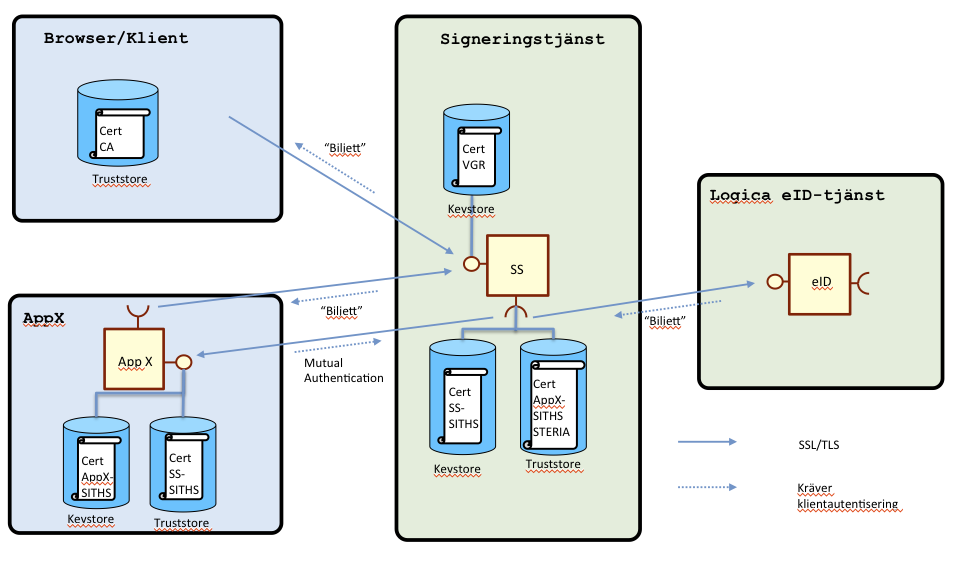 Browser/Klient
Cert
CA
Truststore
"Biljett"
Signeringstjänst
Cert
VGR
Keystore
SS
Logica eID-tjänst
eID
"Biljett"
"Biljett"
AppX
App X
Mutual
Authentication
Cert
AppX-
SITHS
Keystore
Cert
SS-
SITHS
Truststore
Cert
SS-
SITHS
Keystore
Cert
AppX-
SITHS
STERIA
Truststore
SSL/TLS
Kräver
klientautentisering